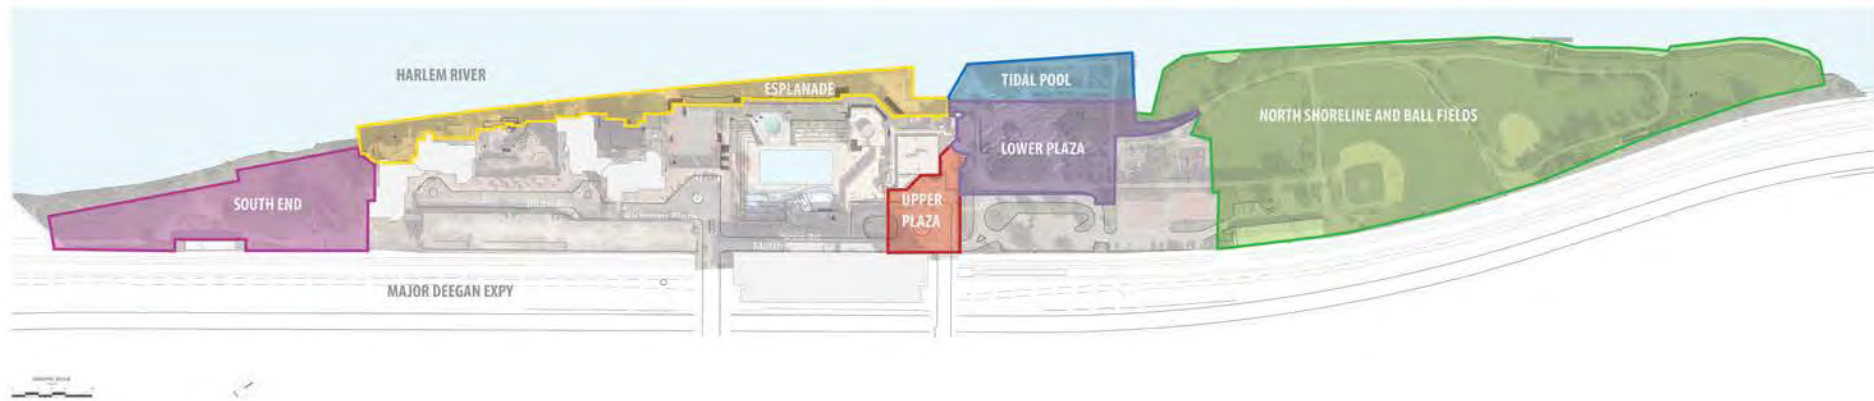 HARLEM RIVER
ESPLANADE
TIDAL POOL
NORTH SHORELINE AND BALL FIELDS
LOWER PLAZA
SOUTH END
UPPER
PLAZA
MAJOR DEEGAN EXPY